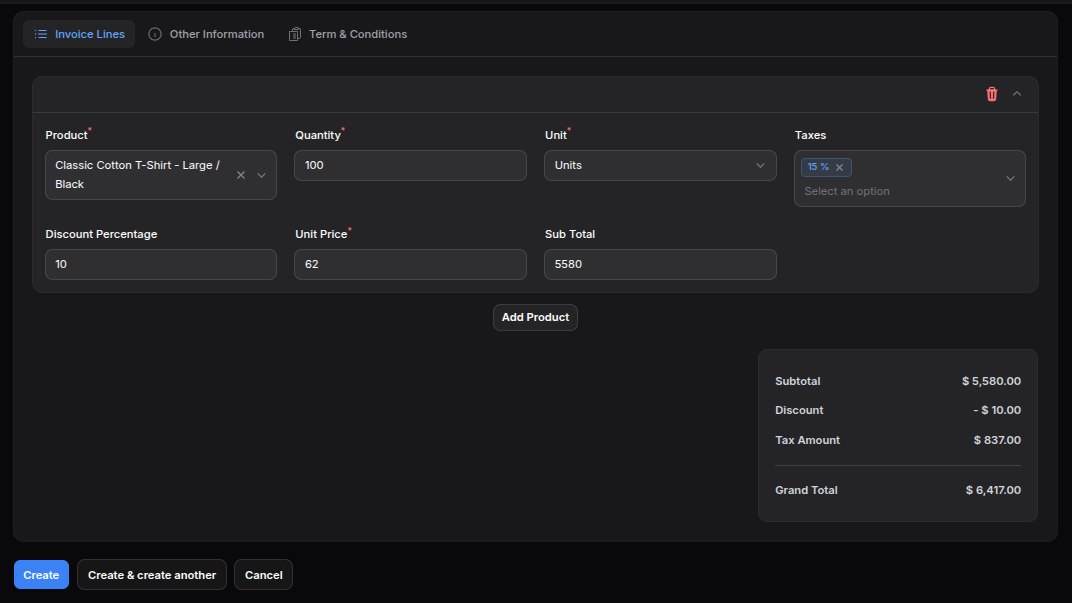 Invoice Lines
Other Information
Term & Conditions
Product*
Quantity*
Unit*
Taxes
Classic Cotton T-Shirt - Large /
Black
100
Units
15 %
Select an option
Discount Percentage
Unit Price*
Sub Total
10
62
5580
Add Product
Subtotal
$ 5,580.00
Discount
- $ 10.00
Tax Amount
$ 837.00
Grand Total
$ 6,417.00
Create
Create & create another
Cancel